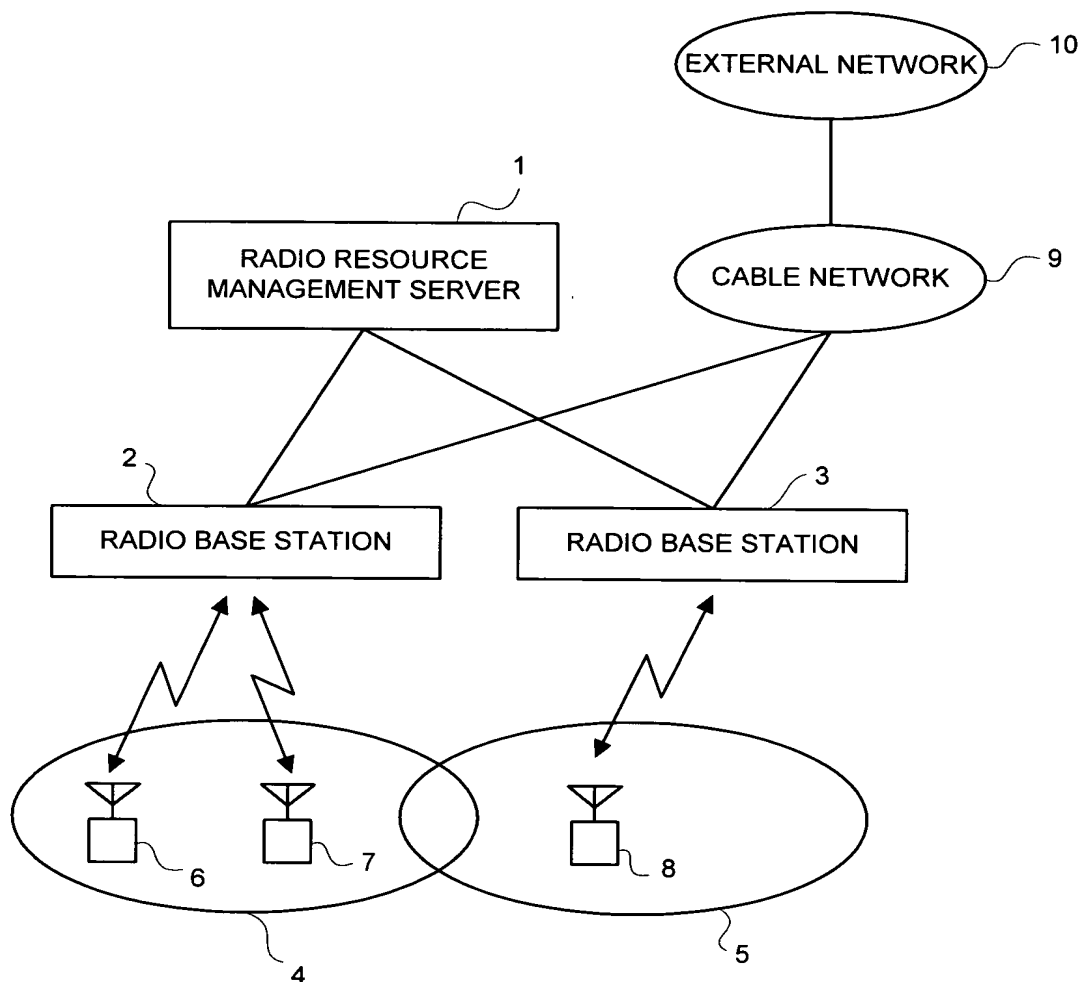 EXTERNAL NETWORK
10
1
RADIO RESOURCE
MANAGEMENT SERVER
CABLE NETWORK
9
2
RADIO BASE STATION
3
RADIO BASE STATION
6
7
8
4
5